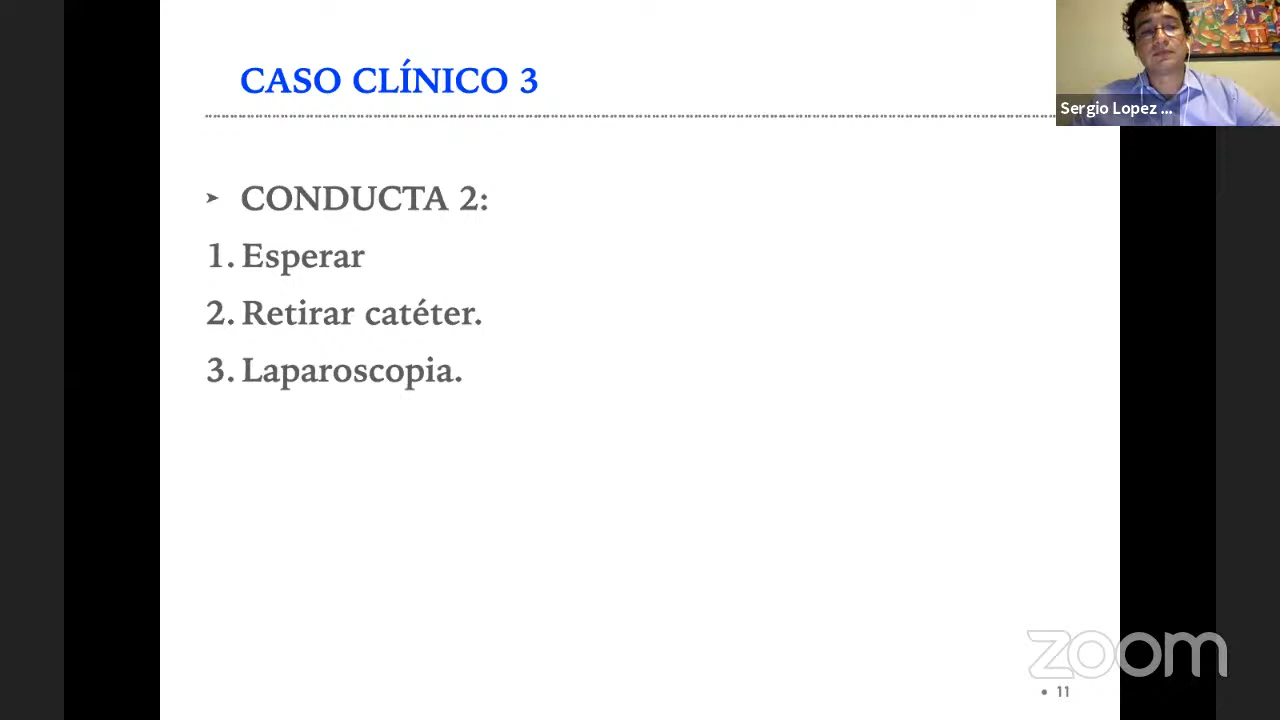 CASO CLÍNICO 3
Sergio Lopez ...
➤ CONDUCTA 2:
1. Esperar
2. Retirar catéter.
3. Laparoscopia.
zoom
• 11